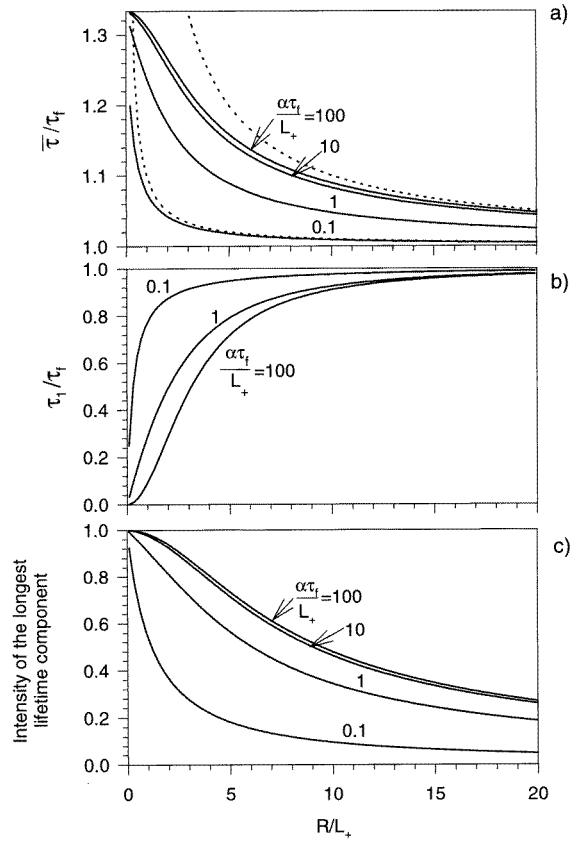 a)
1.3
1.2
1.1
1.0
τ̅/τf
ατf
L+
=100
10
1
0.1
b)
1.0
0.8
0.6
0.4
0.2
0.0
τ1/τf
0.1
1
ατf
L+
=100
c)
1.0
0.8
0.6
0.4
0.2
0.0
Intensity of the longest
lifetime component
ατf
L+
=100
10
1
0.1
0
5
10
15
20
R/L+